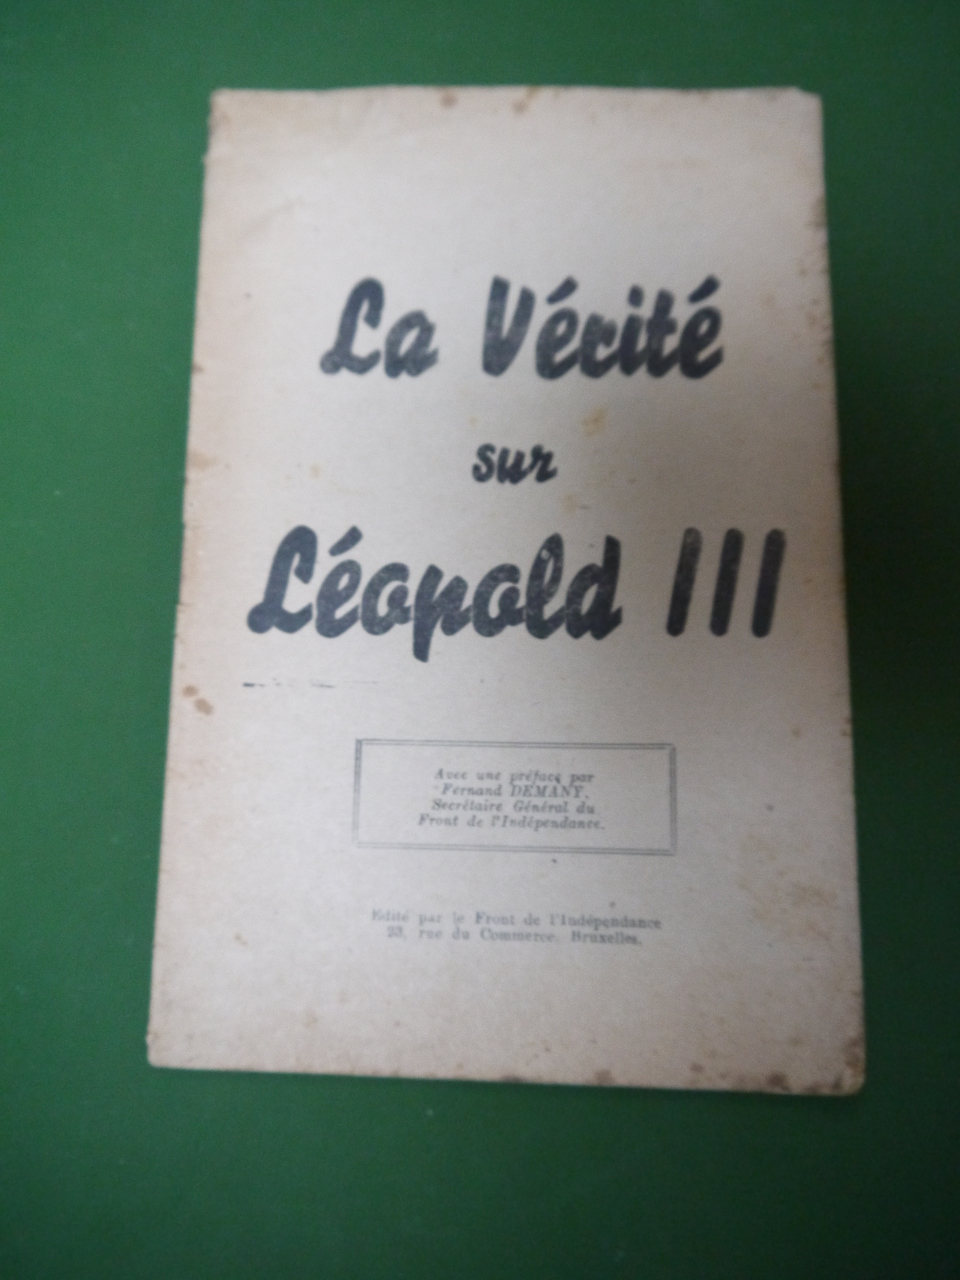 La Vérité
sur
Léopold III
Avec une préface par
Fernand DEMANY,
Secrétaire Général du
Front de l'Indépendance.
Edité par le Front de l'Indépendance
23, rue du Commerce. Bruxelles.